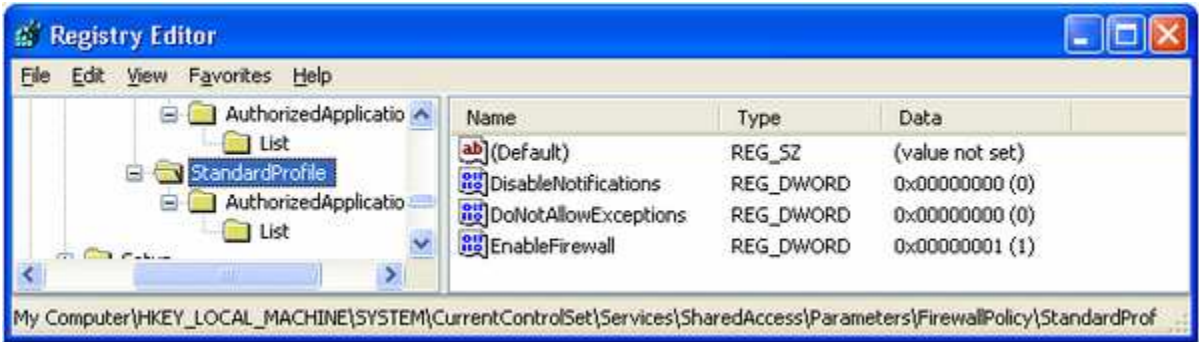 Registry Editor
File Edit View Favorites Help
AuthorizedApplicatio
List
StandardProfile
AuthorizedApplicatio
List
Name Type Data
(Default) REG_SZ (value not set)
DisableNotifications REG_DWORD 0x00000000 (0)
DoNotAllowExceptions REG_DWORD 0x00000000 (0)
EnableFirewall REG_DWORD 0x00000001 (1)
My Computer\HKEY_LOCAL_MACHINE\SYSTEM\CurrentControlSet\Services\SharedAccess\Parameters\FirewallPolicy\StandardProf